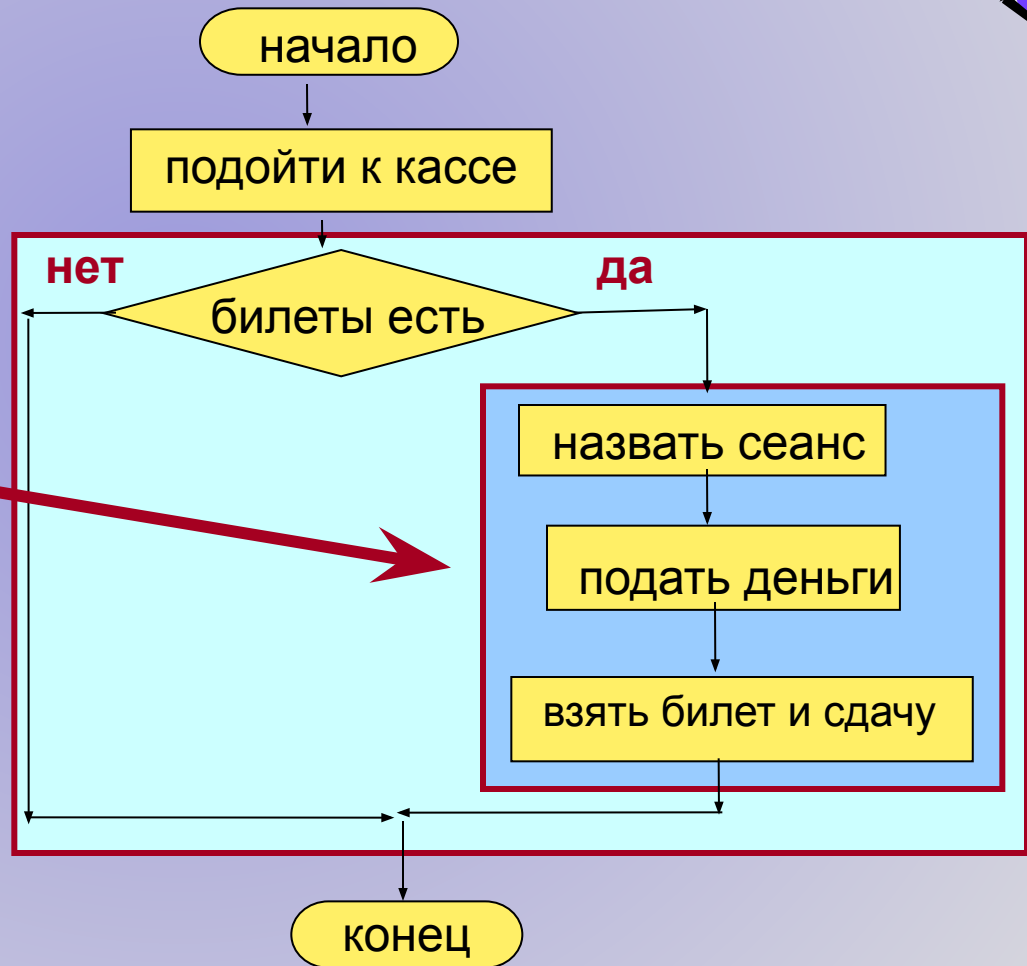 начало
подойти к кассе
нет
да
билеты есть
назвать сеанс
подать деньги
взять билет и сдачу
конец